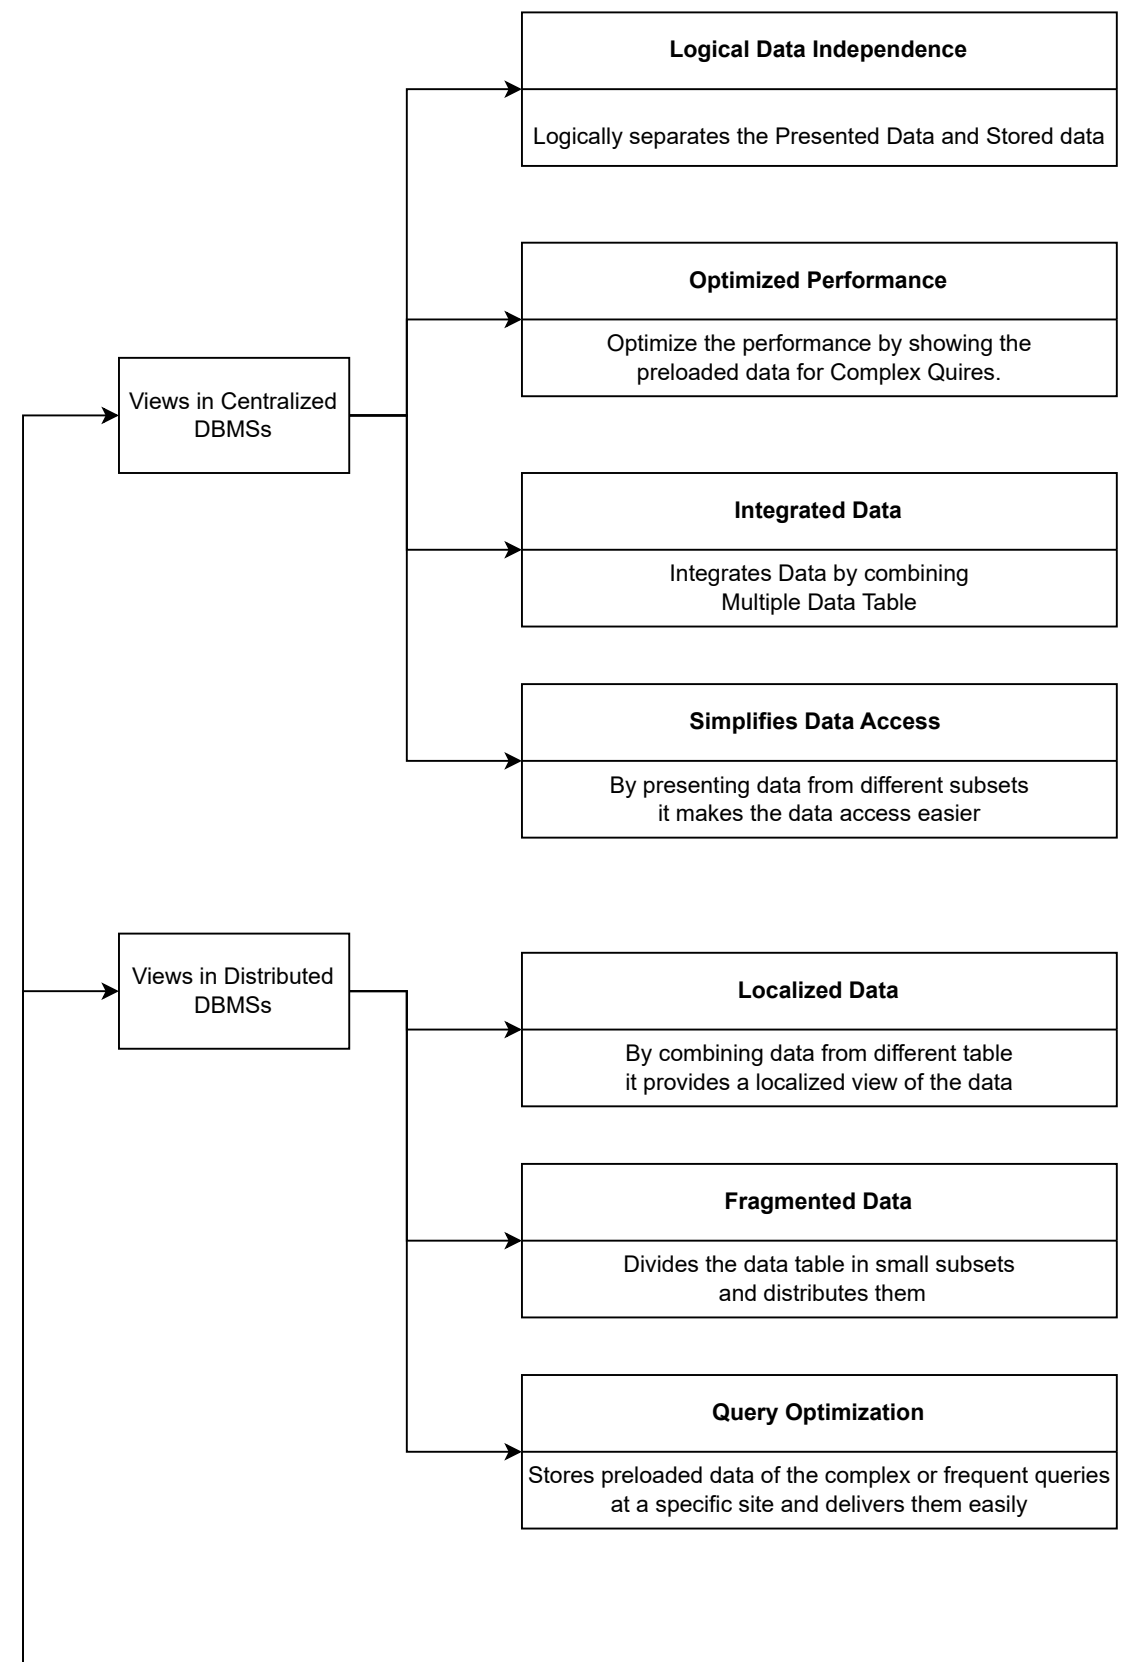 Logical Data Independence
Logically separates the Presented Data and Stored data
Optimized Performance
Optimize the performance by showing the
preloaded data for Complex Quires.
Views in Centralized
DBMSs
Integrated Data
Integrates Data by combining
Multiple Data Table
Simplifies Data Access
By presenting data from different subsets
it makes the data access easier
Views in Distributed
DBMSs
Localized Data
By combining data from different table
it provides a localized view of the data
Fragmented Data
Divides the data table in small subsets
and distributes them
Query Optimization
Stores preloaded data of the complex or frequent queries
at a specific site and delivers them easily